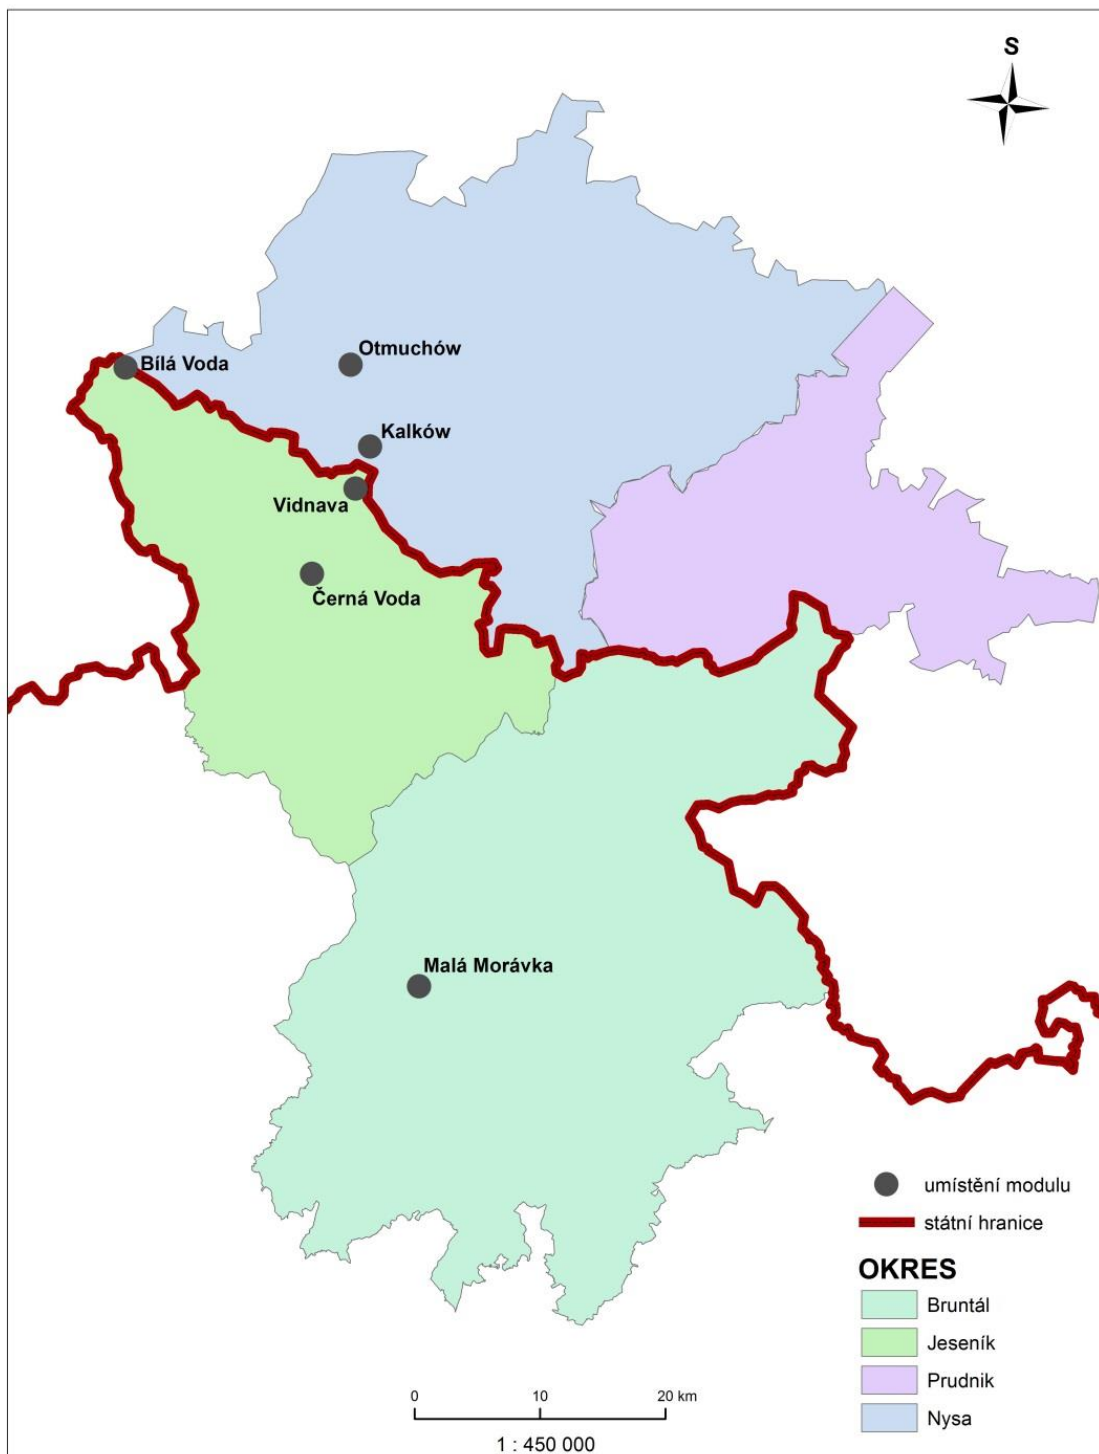 S
Otmuchów
Bílá Voda
Kalków
Vidnava
Černá Voda
Malá Morávka
umístění modulu
státní hranice
OKRES
Bruntál
Jeseník
Prudnik
Nysa
0 10 20 km
1 : 450 000